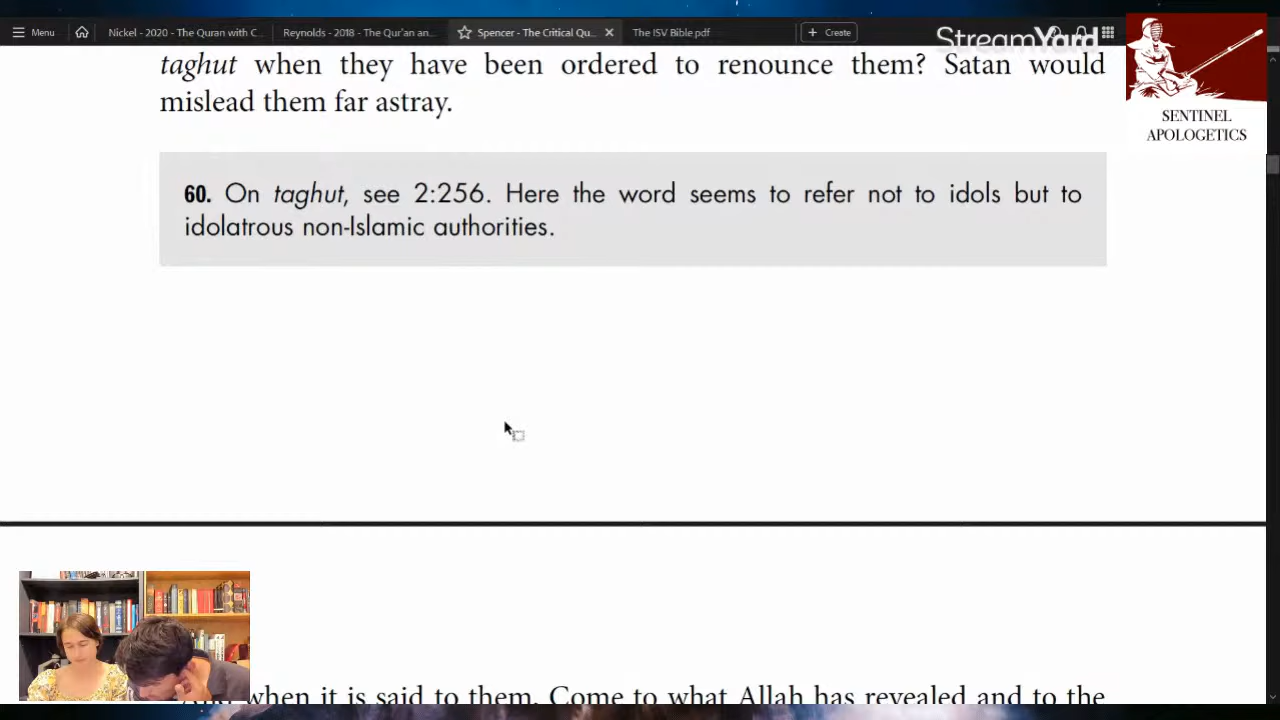 Menu
Nickel - 2020 - The Quran with C...
Reynolds - 2018 - The Qur'an an...
Spencer - The Critical Qu...
The ISV Bible.pdf
Create
StreamYard
SENTINEL
APOLOGETICS
taghut when they have been ordered to renounce them? Satan would
mislead them far astray.
60. On taghut, see 2:256. Here the word seems to refer not to idols but to
idolatrous non-Islamic authorities.
And when it is said to them, Come to what Allah has revealed and to the